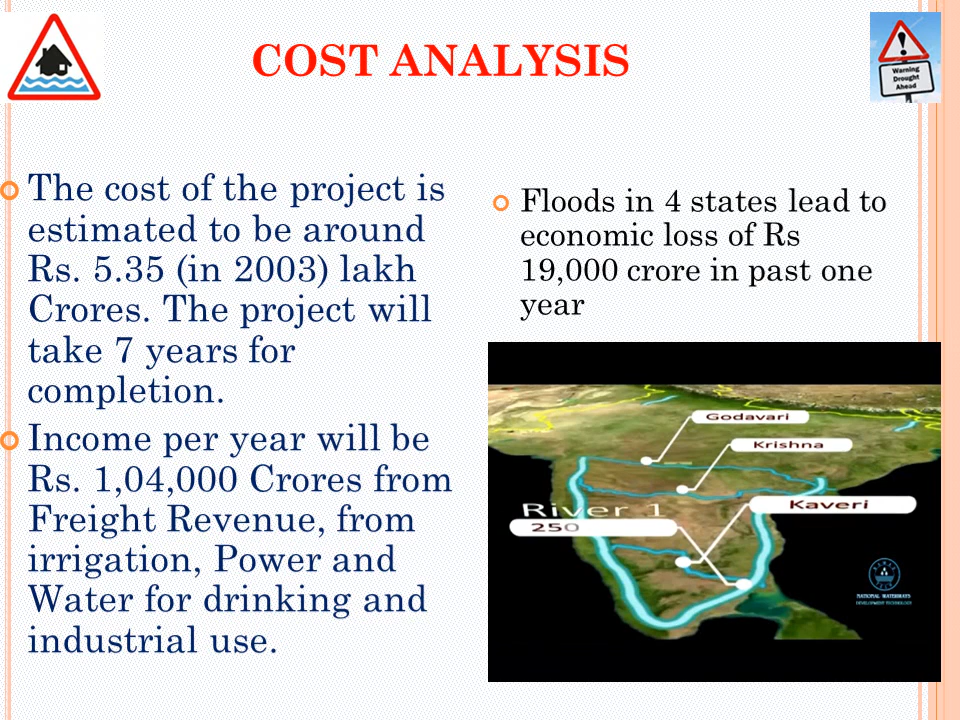 COST ANALYSIS
Warning
Drought
Ahead
The cost of the project is
estimated to be around
Rs. 5.35 (in 2003) lakh
Crores. The project will
take 7 years for
completion.
Income per year will be
Rs. 1,04,000 Crores from
Freight Revenue, from
irrigation, Power and
Water for drinking and
industrial use.
Floods in 4 states lead to
economic loss of Rs
19,000 crore in past one
year
Godavari
Krishna
Kaveri
River 1
250
NATIONAL WATERWAYS
DEVELOPMENT TECHNOLOGY